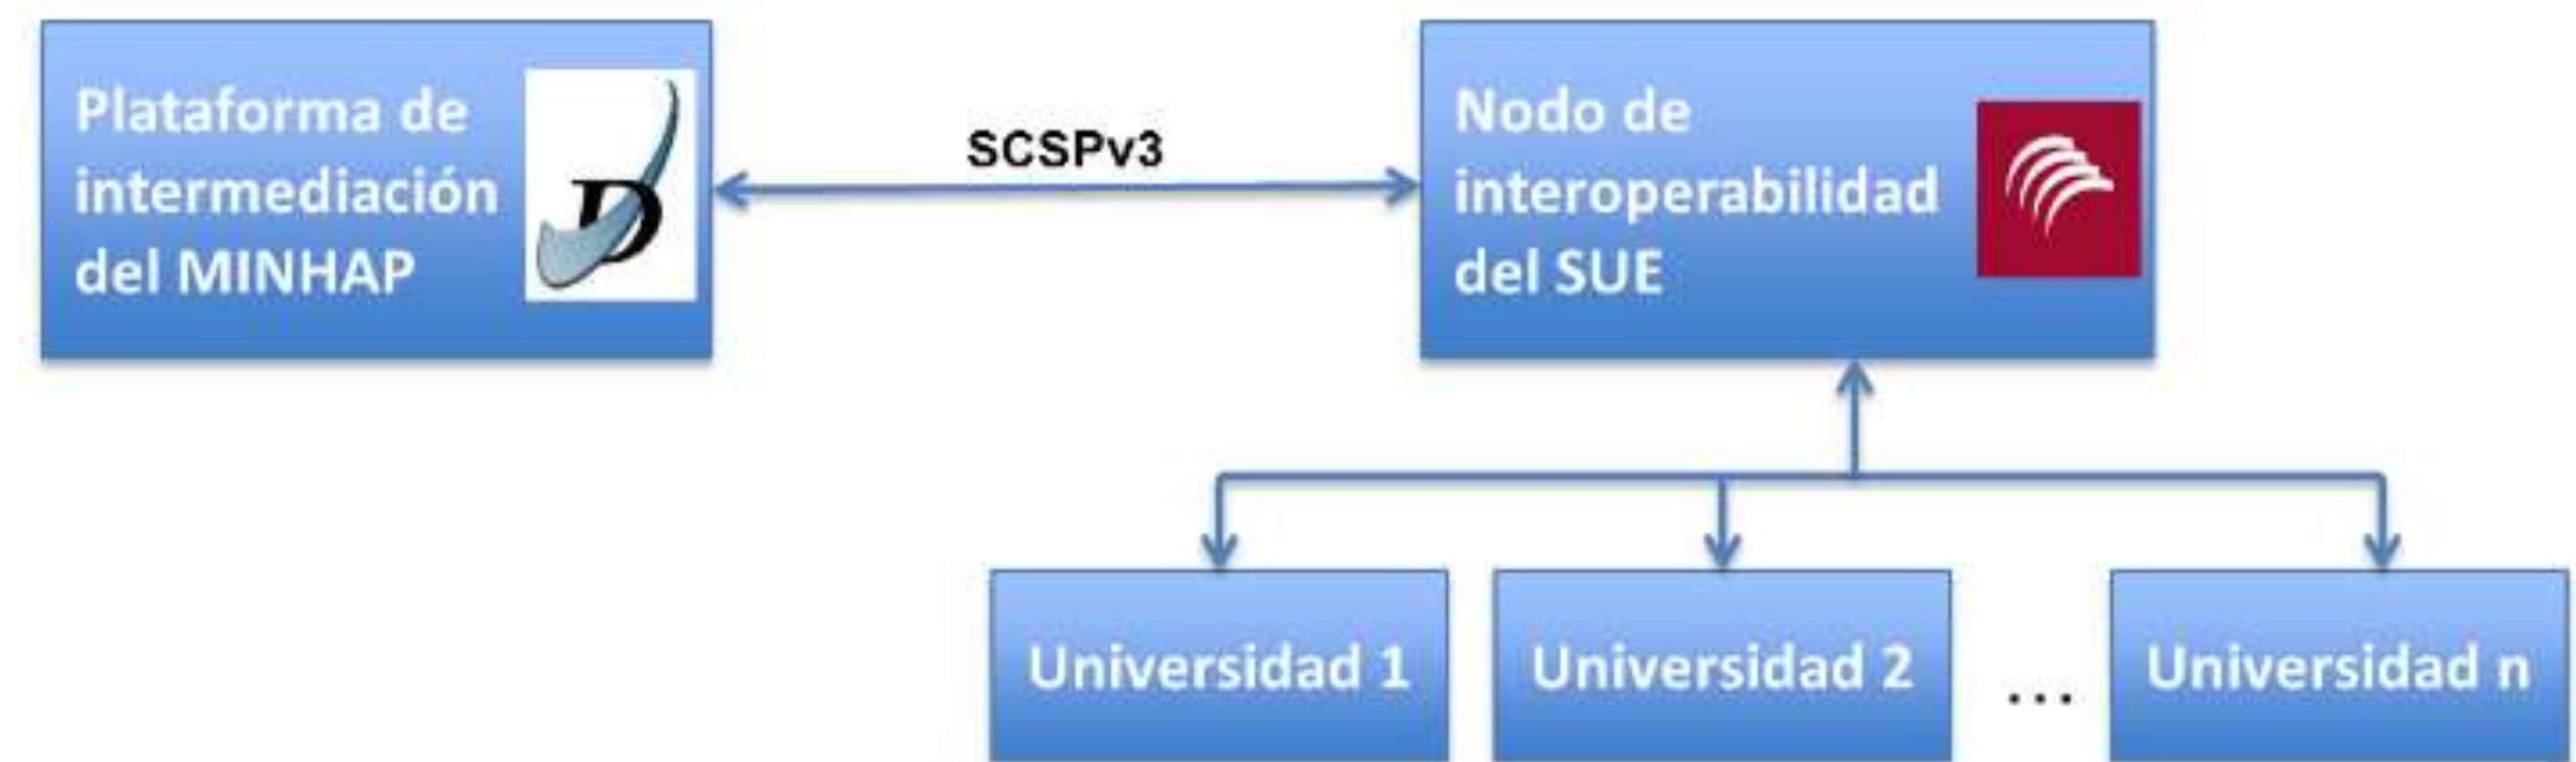 Plataforma de
intermediación
del MINHAP
D
SCSPv3
Nodo de
interoperabilidad
del SUE
Universidad 1
Universidad 2
...
Universidad n